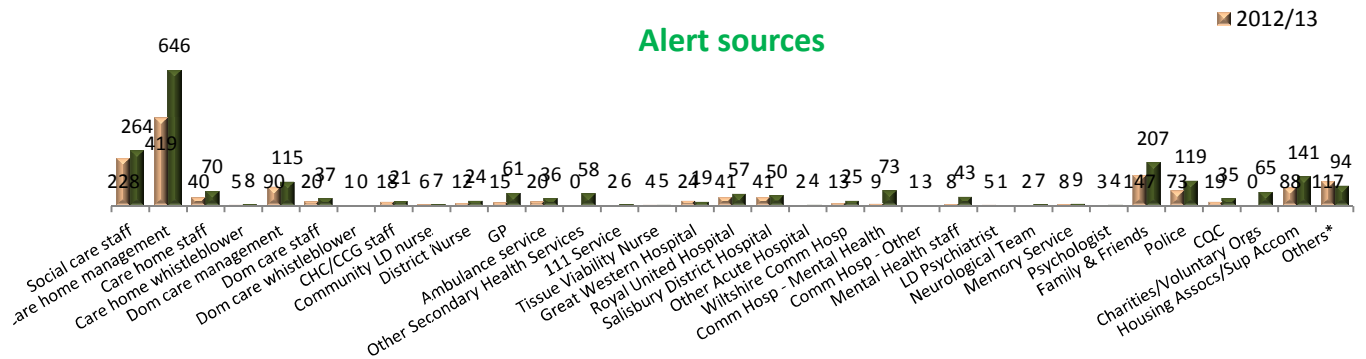 2012/13
Alert sources
646
264
419
228
40
70
5 8
90
115
20
37
1 0
18
21
6 7
12
24
15
61
20
36
0
58
2 6
4 5
24
19
41
57
41
50
2 4
13
25
9
73
1 3
8
43
5 1
2 7
8 9
3 4
147
207
73
119
19
35
0
65
88
141
117
94
Social care staff
are home management
Care home staff
Care home whistleblower
Dom care management
Dom care staff
Dom care whistleblower
CHC/CCG staff
Community LD nurse
District Nurse
GP
Ambulance service
Other Secondary Health Services
111 Service
Tissue Viability Nurse
Great Western Hospital
Royal United Hospital
Salisbury District Hospital
Other Acute Hospital
Wiltshire Comm Hosp
Comm Hosp - Mental Health
Comm Hosp - Other
Mental Health staff
LD Psychiatrist
Neurological Team
Memory Service
Psychologist
Family & Friends
Police
CQC
Charities/Voluntary Orgs
Housing Assocs/Sup Accom
Others*